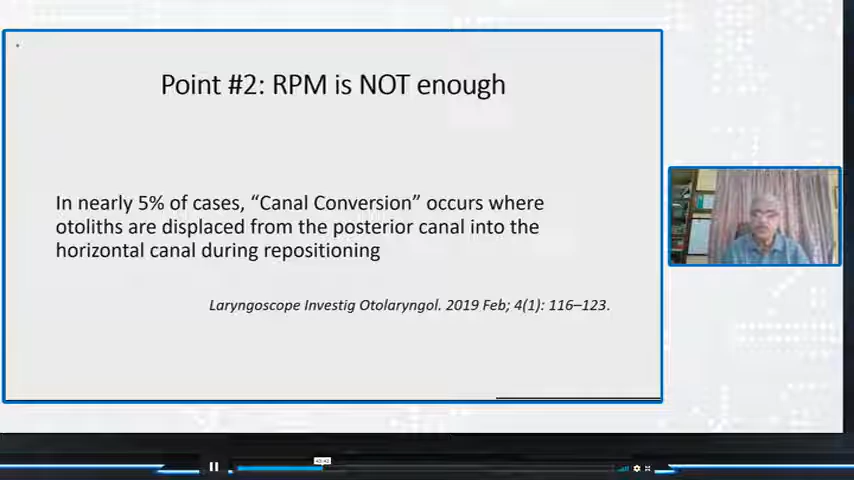 Point #2: RPM is NOT enough
In nearly 5% of cases, “Canal Conversion” occurs where
otoliths are displaced from the posterior canal into the
horizontal canal during repositioning
Laryngoscope Investig Otolaryngol. 2019 Feb; 4(1): 116–123.